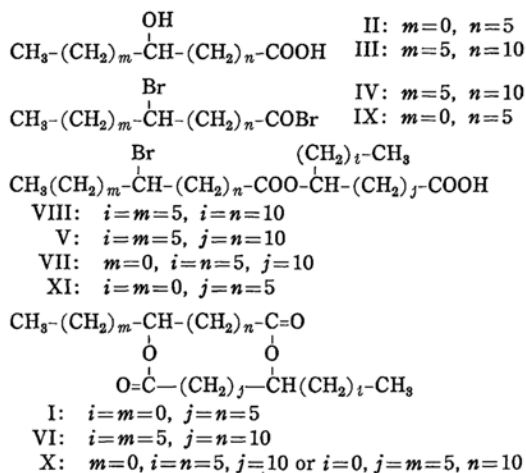 OH
CH₃-(CH₂)ₘ-CH-(CH₂)ₙ-COOH
II: m=0, n=5
III: m=5, n=10
Br
CH₃-(CH₂)ₘ-CH-(CH₂)ₙ-COBr
IV: m=5, n=10
IX: m=0, n=5
Br (CH₂)ᵢ-CH₃
CH₃(CH₂)ₘ-CH-(CH₂)ₙ-COO-CH-(CH₂)ⱼ-COOH
VIII: i=m=5, i=n=10
V: i=m=5, j=n=10
VII: m=0, i=n=5, j=10
XI: i=m=0, j=n=5
CH₃-(CH₂)ₘ-CH-(CH₂)ₙ-C=O
O O
O=C—(CH₂)ⱼ-CH(CH₂)ᵢ-CH₃
I: i=m=0, j=n=5
VI: i=m=5, j=n=10
X: m=0, i=n=5, j=10 or i=0, j=m=5, n=10